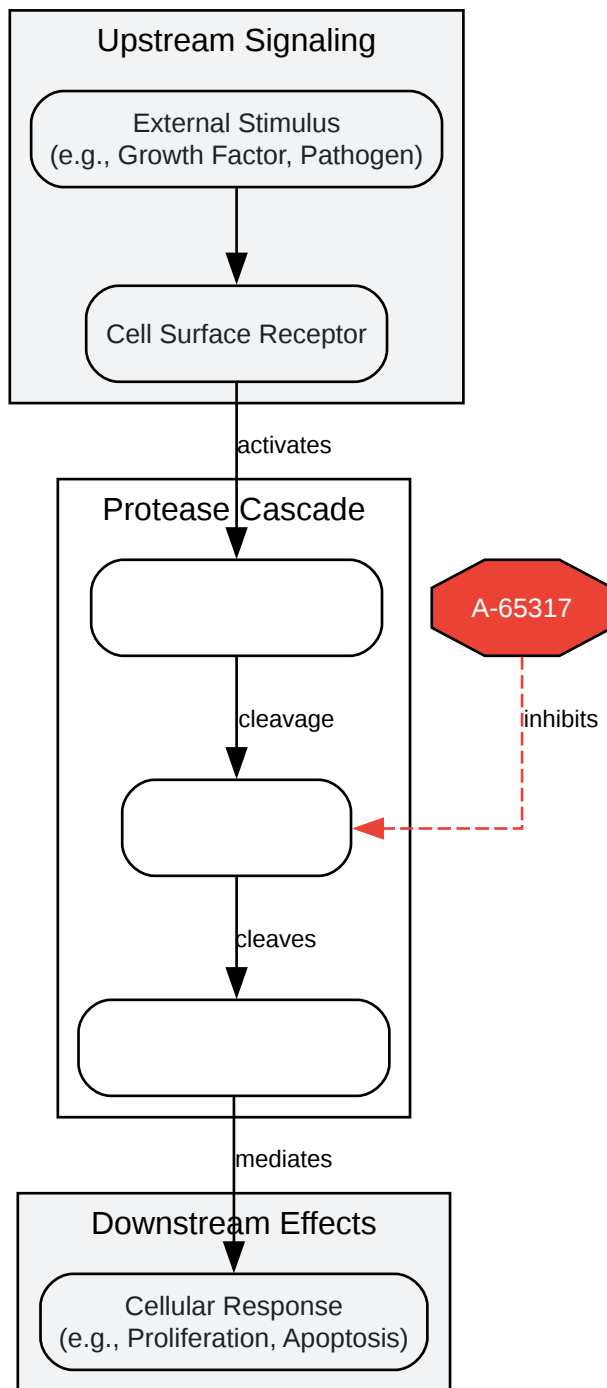 Upstream Signaling
External Stimulus
(e.g., Growth Factor, Pathogen)
Cell Surface Receptor
activates
Protease Cascade
A-65317
cleavage
inhibits
cleaves
mediates
Downstream Effects
Cellular Response
(e.g., Proliferation, Apoptosis)